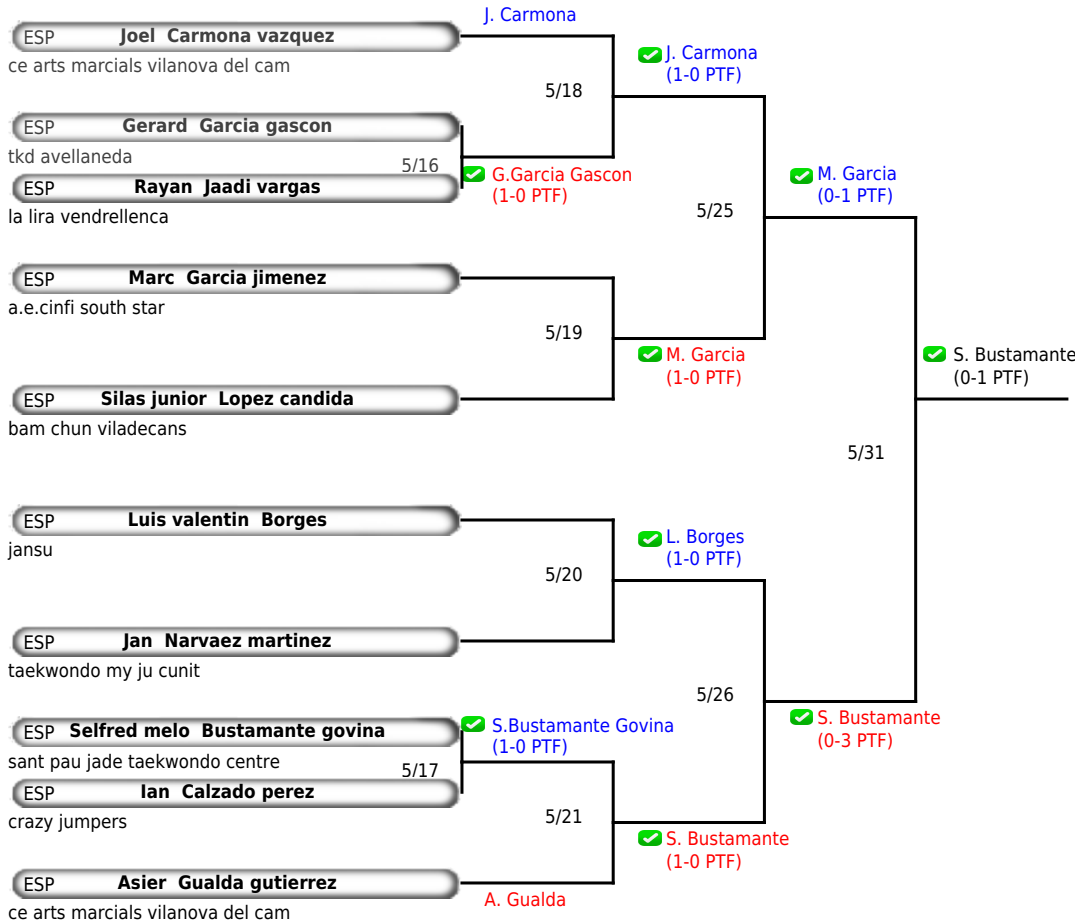 J. Carmona
ESP Joel Carmona vazquez
ce arts marcials vilanova del cam
J. Carmona
(1-0 PTF)
5/18
ESP Gerard Garcia gascon
tkd avellaneda
5/16
G.Garcia Gascon
(1-0 PTF)
ESP Rayan Jaadi vargas
la lira vendrellenca
M. Garcia
(0-1 PTF)
5/25
ESP Marc Garcia jimenez
a.e.cinfi south star
5/19
M. Garcia
(1-0 PTF)
S. Bustamante
(0-1 PTF)
ESP Silas junior Lopez candida
bam chun viladecans
5/31
ESP Luis valentin Borges
jansu
L. Borges
(1-0 PTF)
5/20
ESP Jan Narvaez martinez
taekwondo my ju cunit
5/26
S. Bustamante
(0-3 PTF)
ESP Selfred melo Bustamante govina
S.Bustamante Govina
(1-0 PTF)
sant pau jade taekwondo centre
5/17
ESP Ian Calzado perez
crazy jumpers
5/21
S. Bustamante
(1-0 PTF)
ESP Asier Gualda gutierrez
A. Gualda
ce arts marcials vilanova del cam